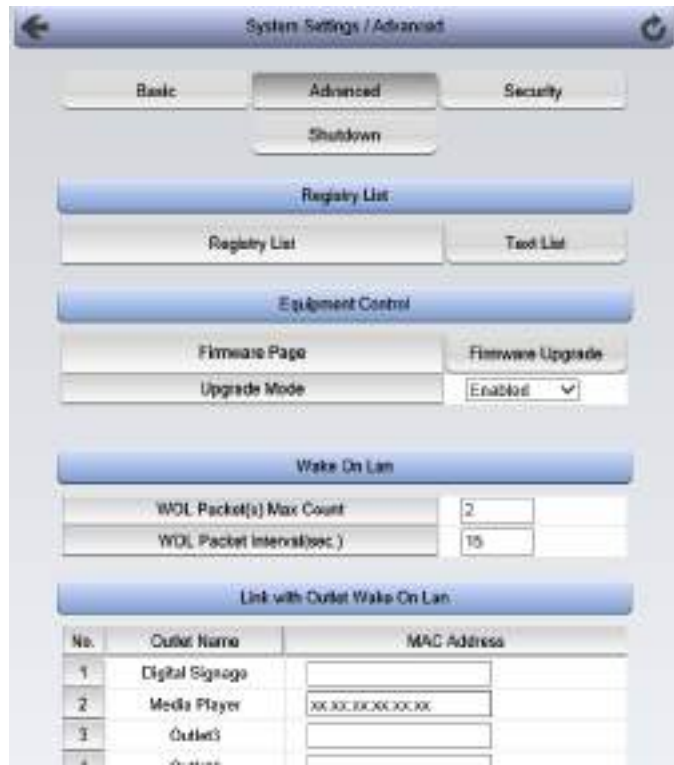 System Settings / Advanced
Basic Advanced Security
Shutdown
Registry List
Registry List Text List
Equipment Control
Firmware Page Firmware Upgrade
Upgrade Mode Enabled
Wake On Lan
WOL Packet(s) Max Count 2
WOL Packet Interval(sec.) 15
Link with Outlet Wake On Lan
No. Outlet Name MAC Address
1 Digital Signage
2 Media Player xx:xx:xx:xx:xx:xx
3 Outlet3